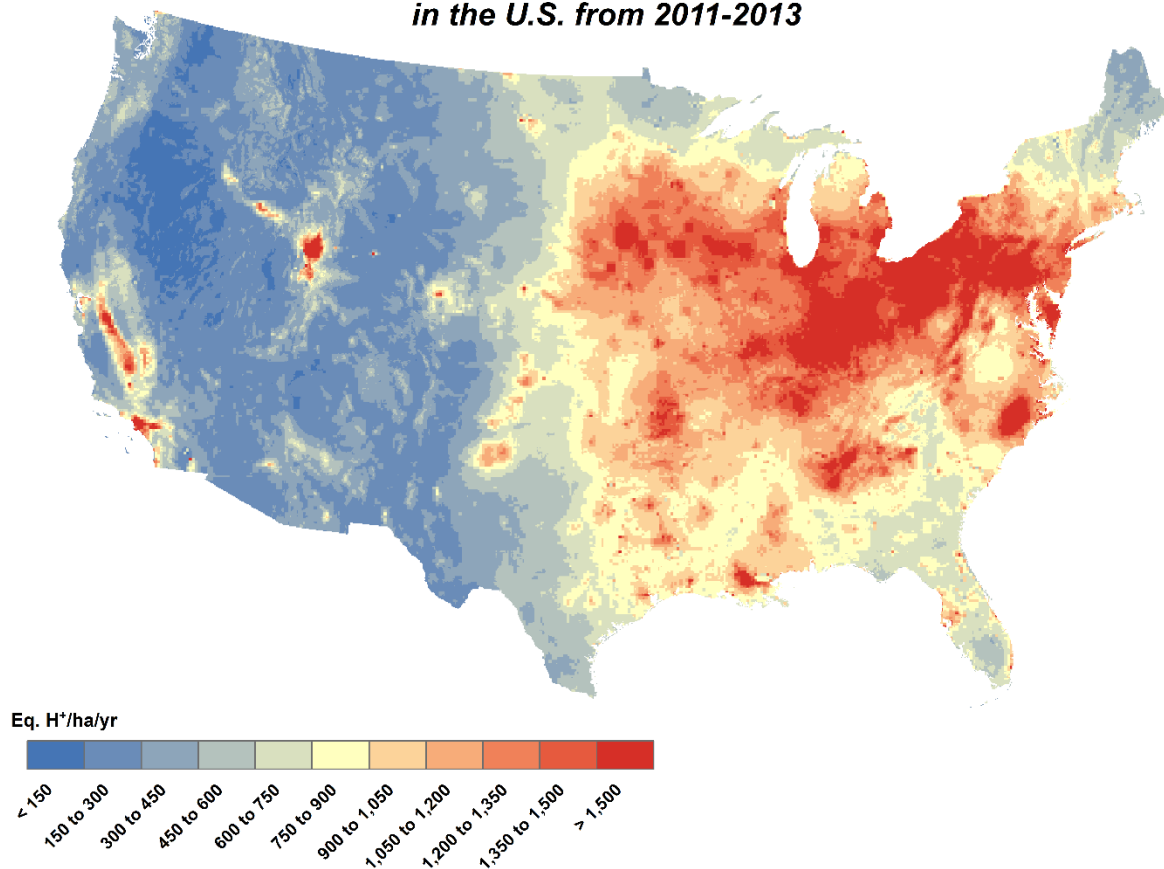 in the U.S. from 2011-2013
Eq. H⁺/ha/yr
< 150
150 to 300
300 to 450
450 to 600
600 to 750
750 to 900
900 to 1,050
1,050 to 1,200
1,200 to 1,350
1,350 to 1,500
> 1,500